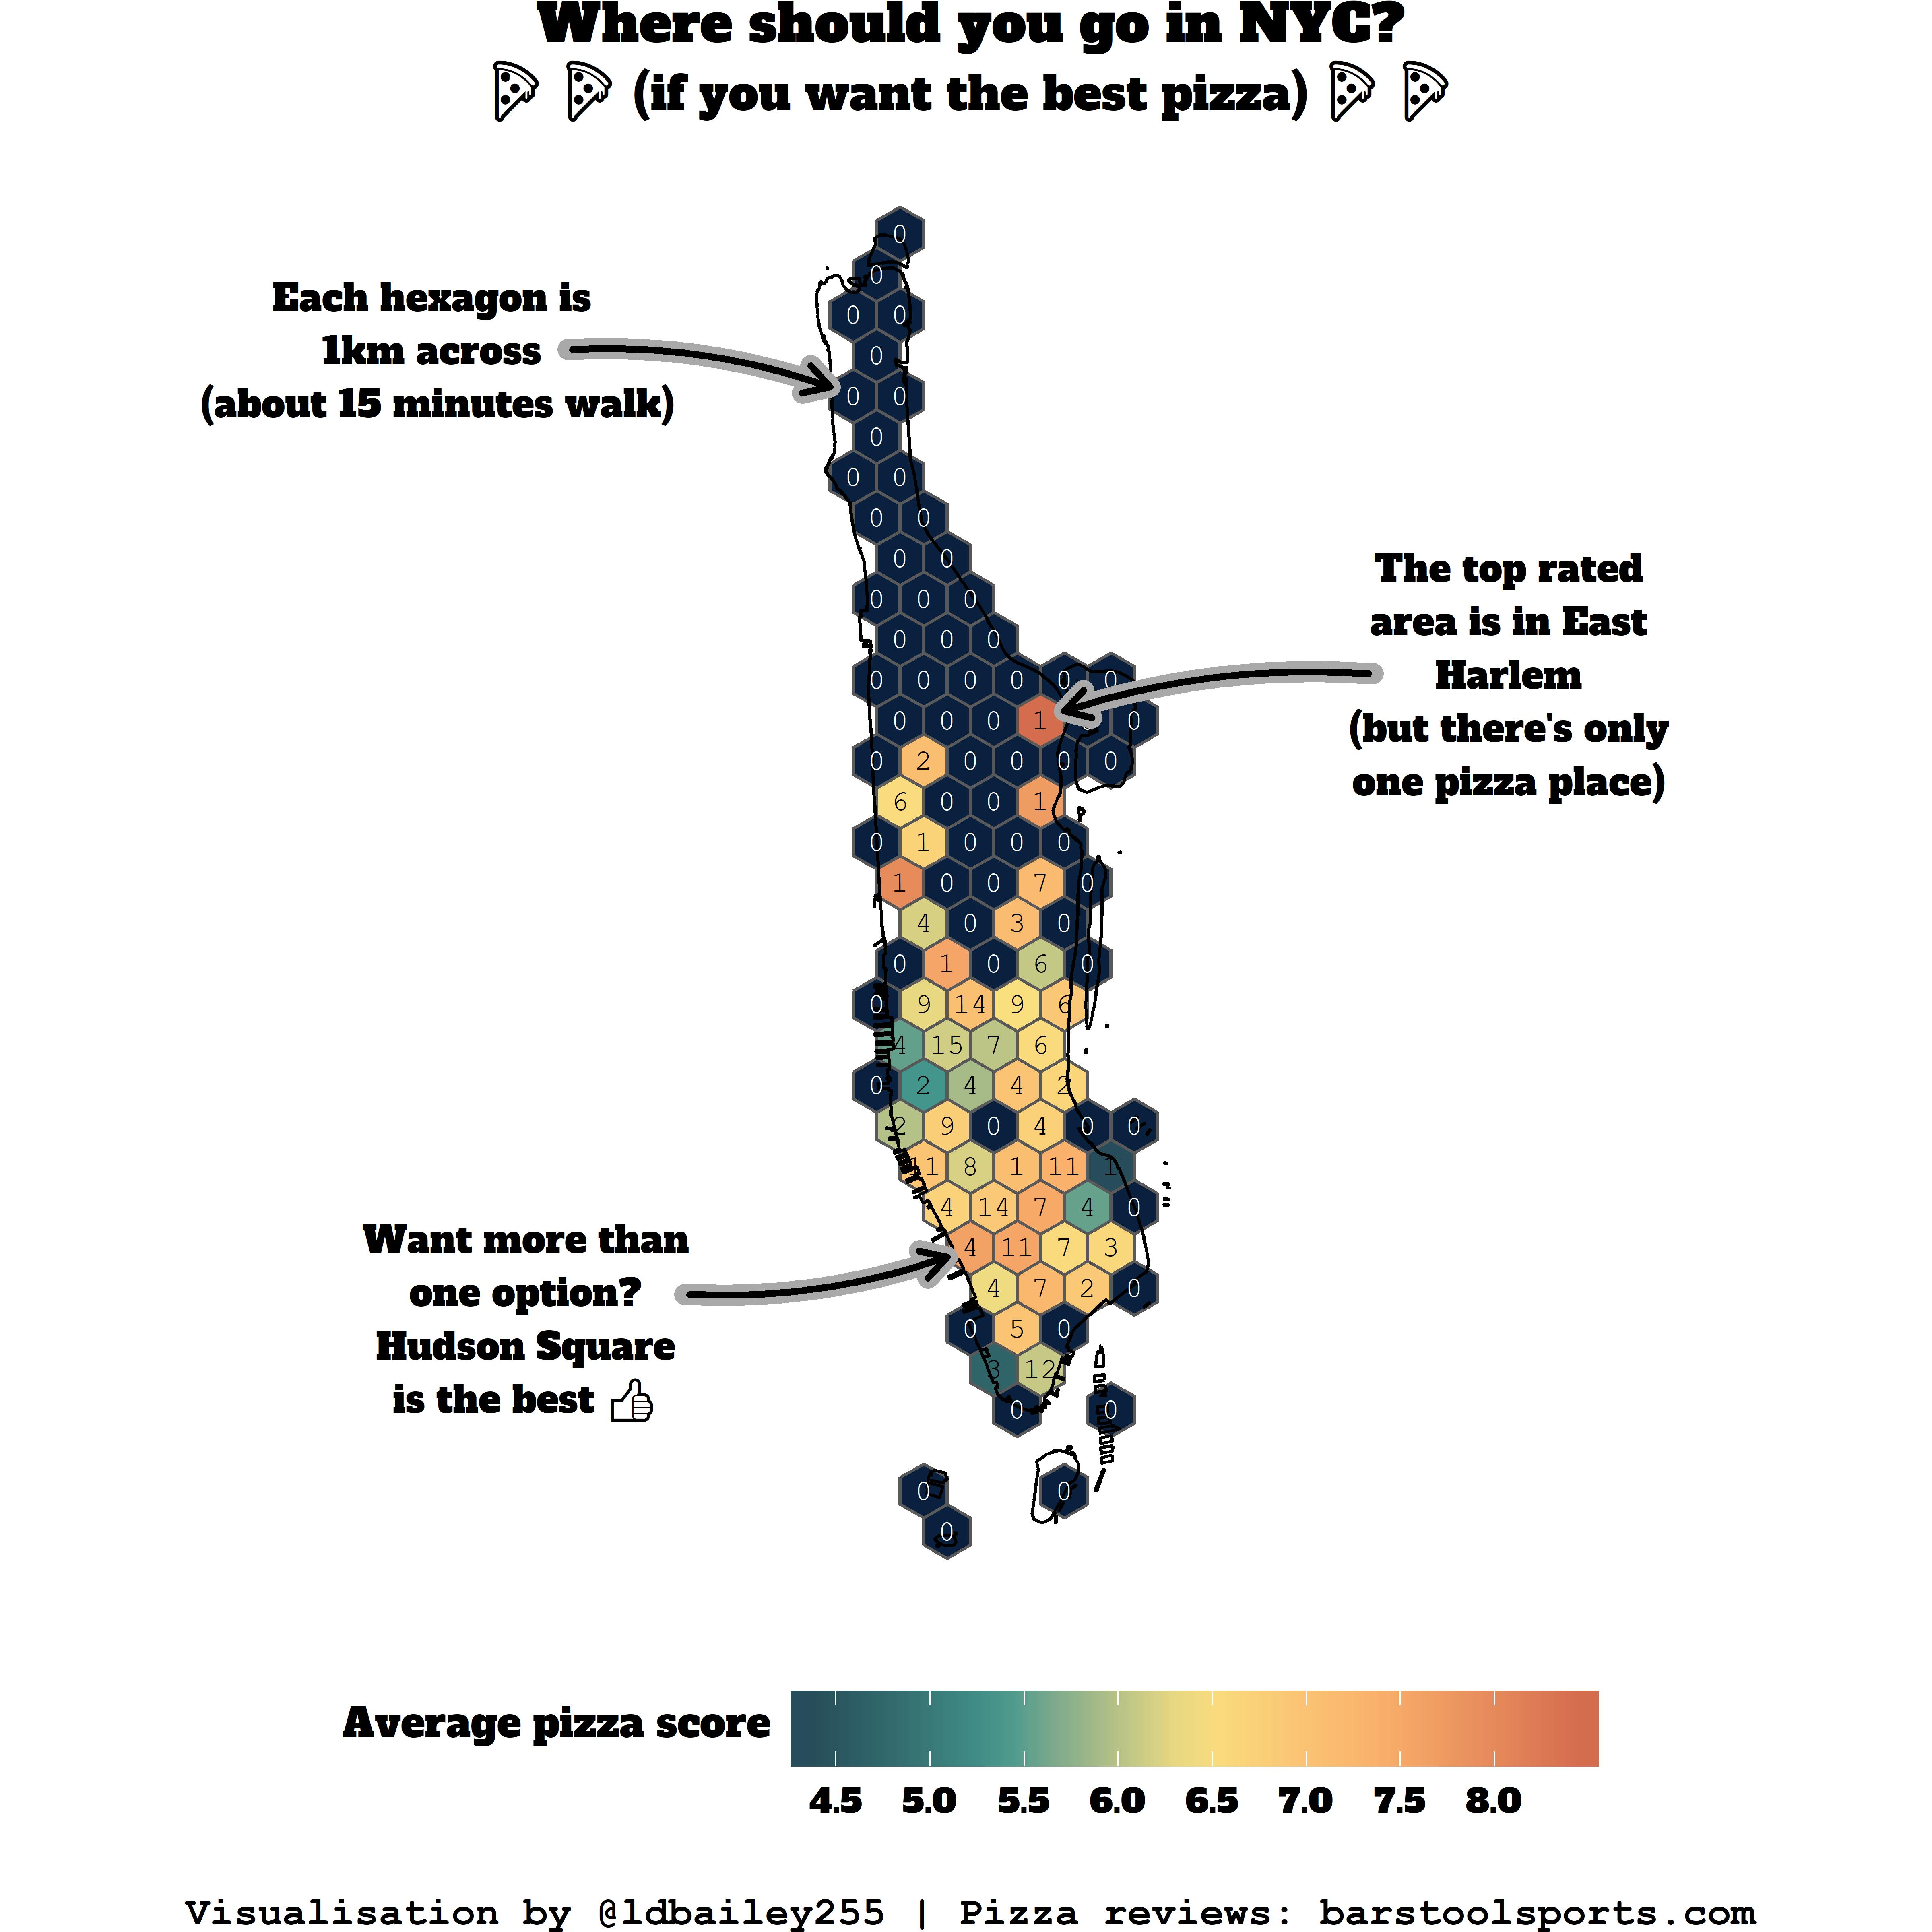 Where should you go in NYC?
(if you want the best pizza)
Each hexagon is
1km across
(about 15 minutes walk)
The top rated
area is in East
Harlem
(but there's only
one pizza place)
Want more than
one option?
Hudson Square
is the best
0
0
0 0
0
0 0
0
0 0
0 0
0 0
0 0 0
0 0 0
0 0 0 0 0 0
0 0 0 1 0
0 2 0 0 0 0
6 0 0 1
0 1 0 0 0
1 0 0 7 0
4 0 3 0
0 1 0 6 0
0 9 14 9 6
4 15 7 6
0 2 4 4 2
2 9 0 4 0 0
11 8 1 11 1
4 14 7 4 0
4 11 7 3
4 7 2 0
0 5 0
3 12
0 0
0 0
0
Average pizza score
4.5 5.0 5.5 6.0 6.5 7.0 7.5 8.0
Visualisation by @ldbailey255 | Pizza reviews: barstoolsports.com